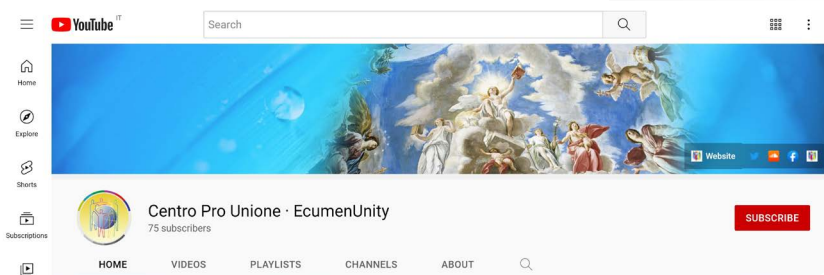 YouTube IT
Search
Home
Explore
Shorts
Subscriptions
Website
Centro Pro Unione · EcumenUnity
75 subscribers
SUBSCRIBE
HOME VIDEOS PLAYLISTS CHANNELS ABOUT